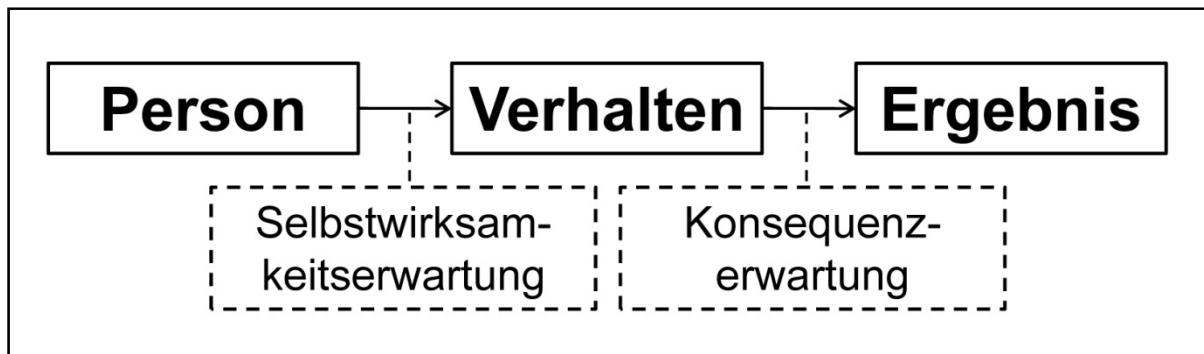 Person
Verhalten
Ergebnis
Selbstwirksam-
keitserwartung
Konsequenz-
erwartung